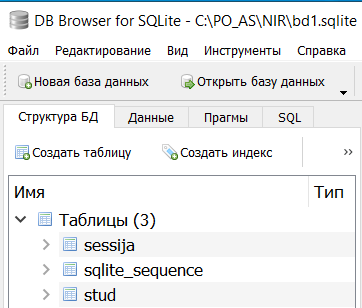 DB Browser for SQLite - C:\PO_AS\NIR\bd1.sqlite
Файл Редактирование Вид Инструменты Справка
Новая база данных Открыть базу данных
Структура БД Данные Прагмы SQL
Создать таблицу Создать индекс »
Имя Тип
Таблицы (3)
sessija
sqlite_sequence
stud